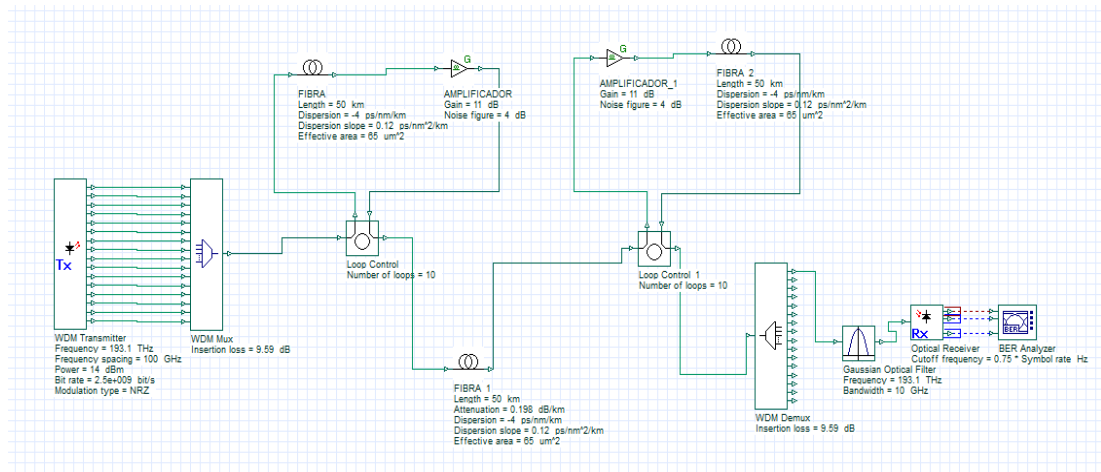 G
FIBRA
Length = 50 km
Dispersion = -4 ps/nm/km
Dispersion slope = 0.12 ps/nm^2/km
Effective area = 65 um^2
AMPLIFICADOR
Gain = 11 dB
Noise figure = 4 dB
G
AMPLIFICADOR_1
Gain = 11 dB
Noise figure = 4 dB
FIBRA 2
Length = 50 km
Dispersion = -4 ps/nm/km
Dispersion slope = 0.12 ps/nm^2/km
Effective area = 65 um^2
Tx
WDM Transmitter
Frequency = 193.1 THz
Frequency spacing = 100 GHz
Power = 14 dBm
Bit rate = 2.5e+009 bit/s
Modulation type = NRZ
WDM Mux
Insertion loss = 9.59 dB
Loop Control
Number of loops = 10
FIBRA_1
Length = 50 km
Attenuation = 0.198 dB/km
Dispersion = -4 ps/nm/km
Dispersion slope = 0.12 ps/nm^2/km
Effective area = 65 um^2
Loop Control 1
Number of loops = 10
WDM Demux
Insertion loss = 9.59 dB
Gaussian Optical Filter
Frequency = 193.1 THz
Bandwidth = 10 GHz
Rx
Optical Receiver
Cutoff frequency = 0.75 * Symbol rate Hz
BER
BER Analyzer